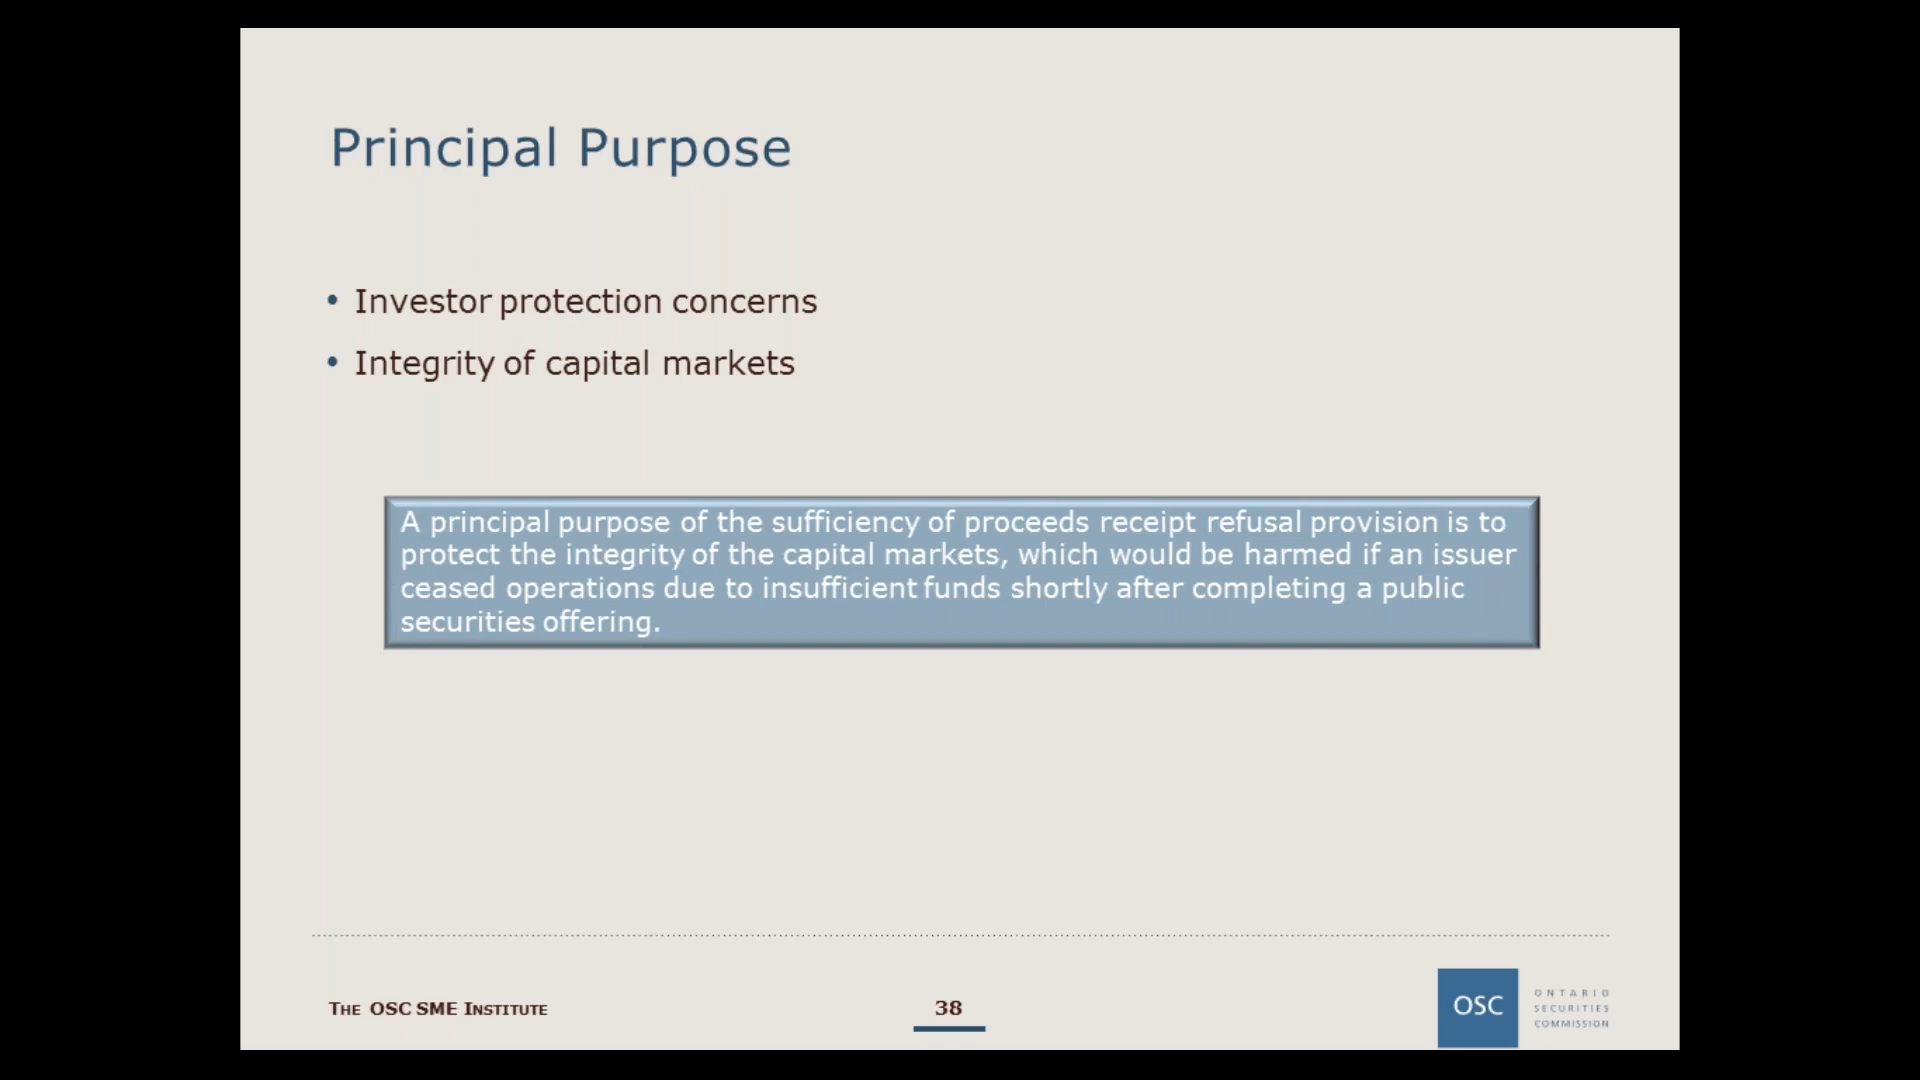 Principal Purpose
• Investor protection concerns
• Integrity of capital markets
A principal purpose of the sufficiency of proceeds receipt refusal provision is to
protect the integrity of the capital markets, which would be harmed if an issuer
ceased operations due to insufficient funds shortly after completing a public
securities offering.
THE OSC SME INSTITUTE
38
OSC
ONTARIO
SECURITIES
COMMISSION